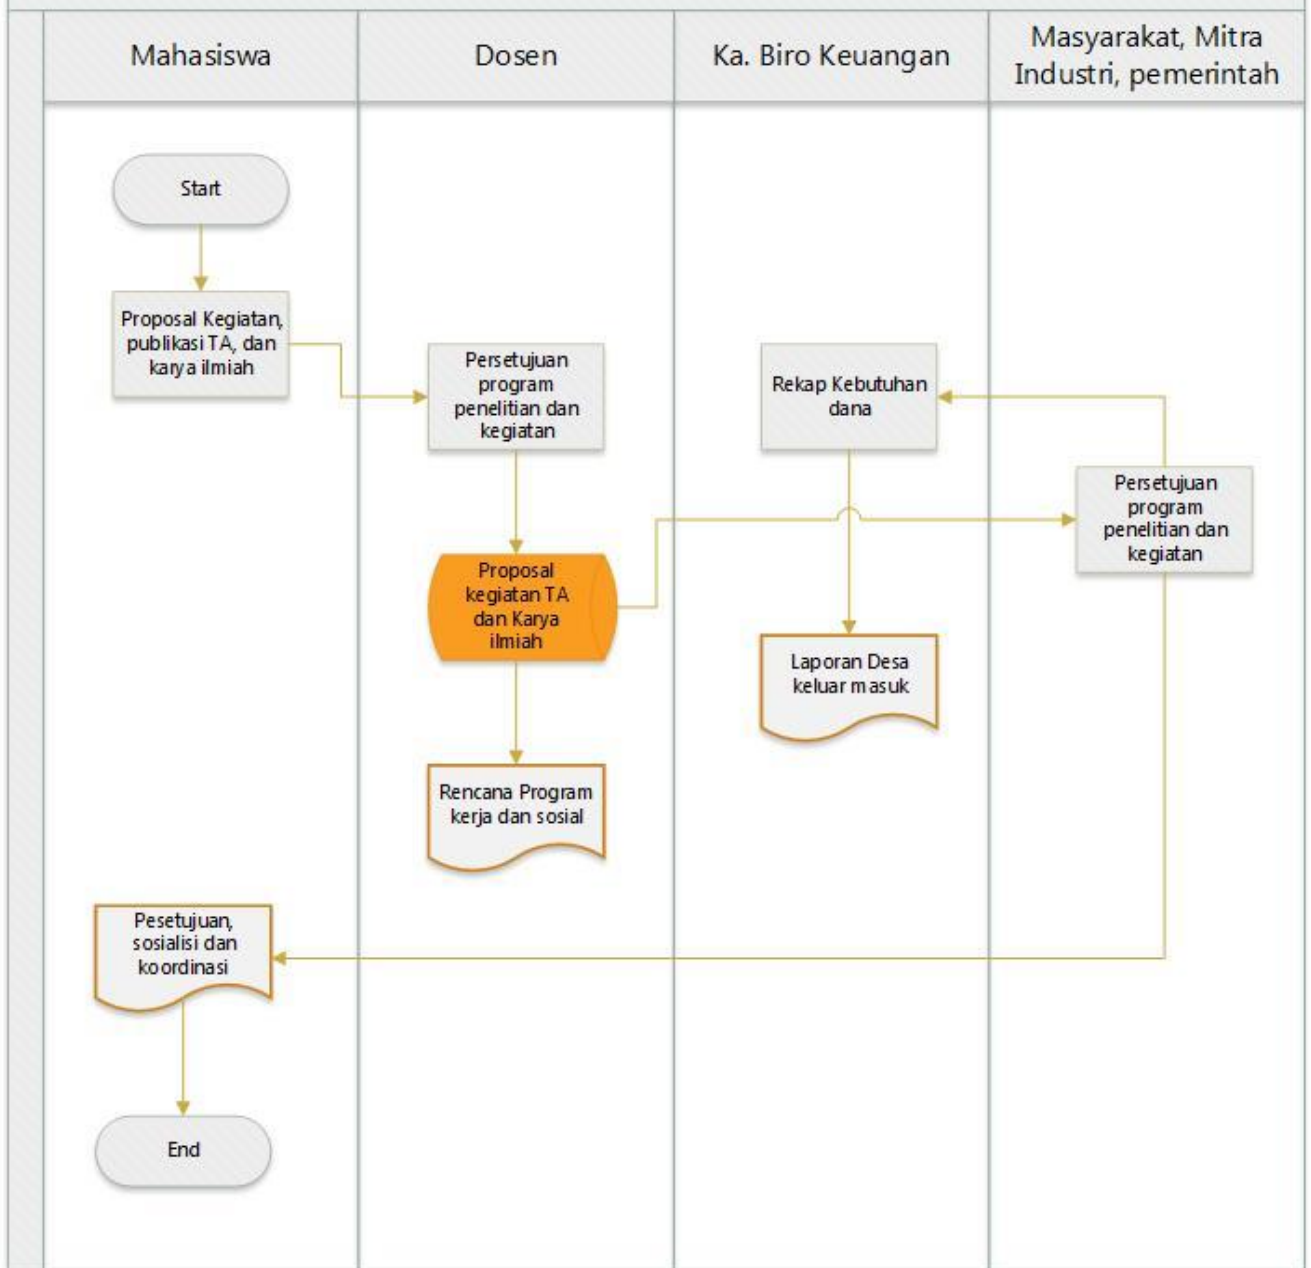 Mahasiswa
Dosen
Ka. Biro Keuangan
Masyarakat, Mitra
Industri, pemerintah
Start
Proposal Kegiatan,
publikasi TA, dan
karya ilmiah
Persetujuan
program
penelitian dan
kegiatan
Rekap Kebutuhan
dana
Persetujuan
program
penelitian dan
kegiatan
Proposal
kegiatan TA
dan Karya
ilmiah
Laporan Desa
keluar masuk
Rencana Program
kerja dan sosial
Pesetujuan,
sosialisi dan
koordinasi
End